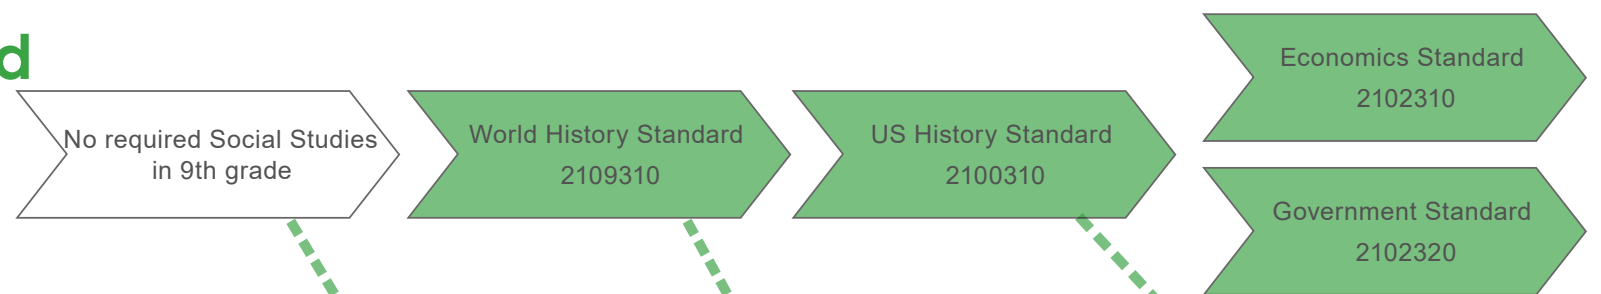 d
No required Social Studies
in 9th grade
World History Standard
2109310
US History Standard
2100310
Economics Standard
2102310
Government Standard
2102320